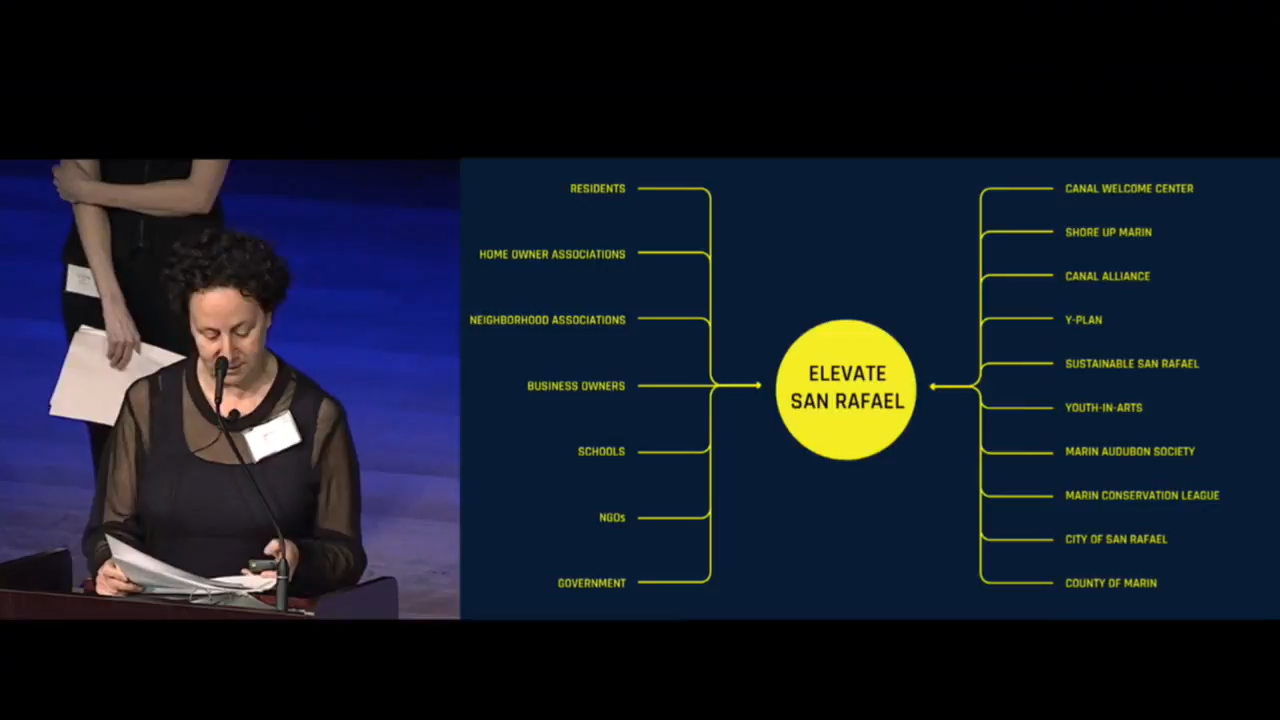 RESIDENTS
HOME OWNER ASSOCIATIONS
NEIGHBORHOOD ASSOCIATIONS
BUSINESS OWNERS
SCHOOLS
NGOs
GOVERNMENT
ELEVATE
SAN RAFAEL
CANAL WELCOME CENTER
SHORE UP MARIN
CANAL ALLIANCE
Y-PLAN
SUSTAINABLE SAN RAFAEL
YOUTH-IN-ARTS
MARIN AUDUBON SOCIETY
MARIN CONSERVATION LEAGUE
CITY OF SAN RAFAEL
COUNTY OF MARIN